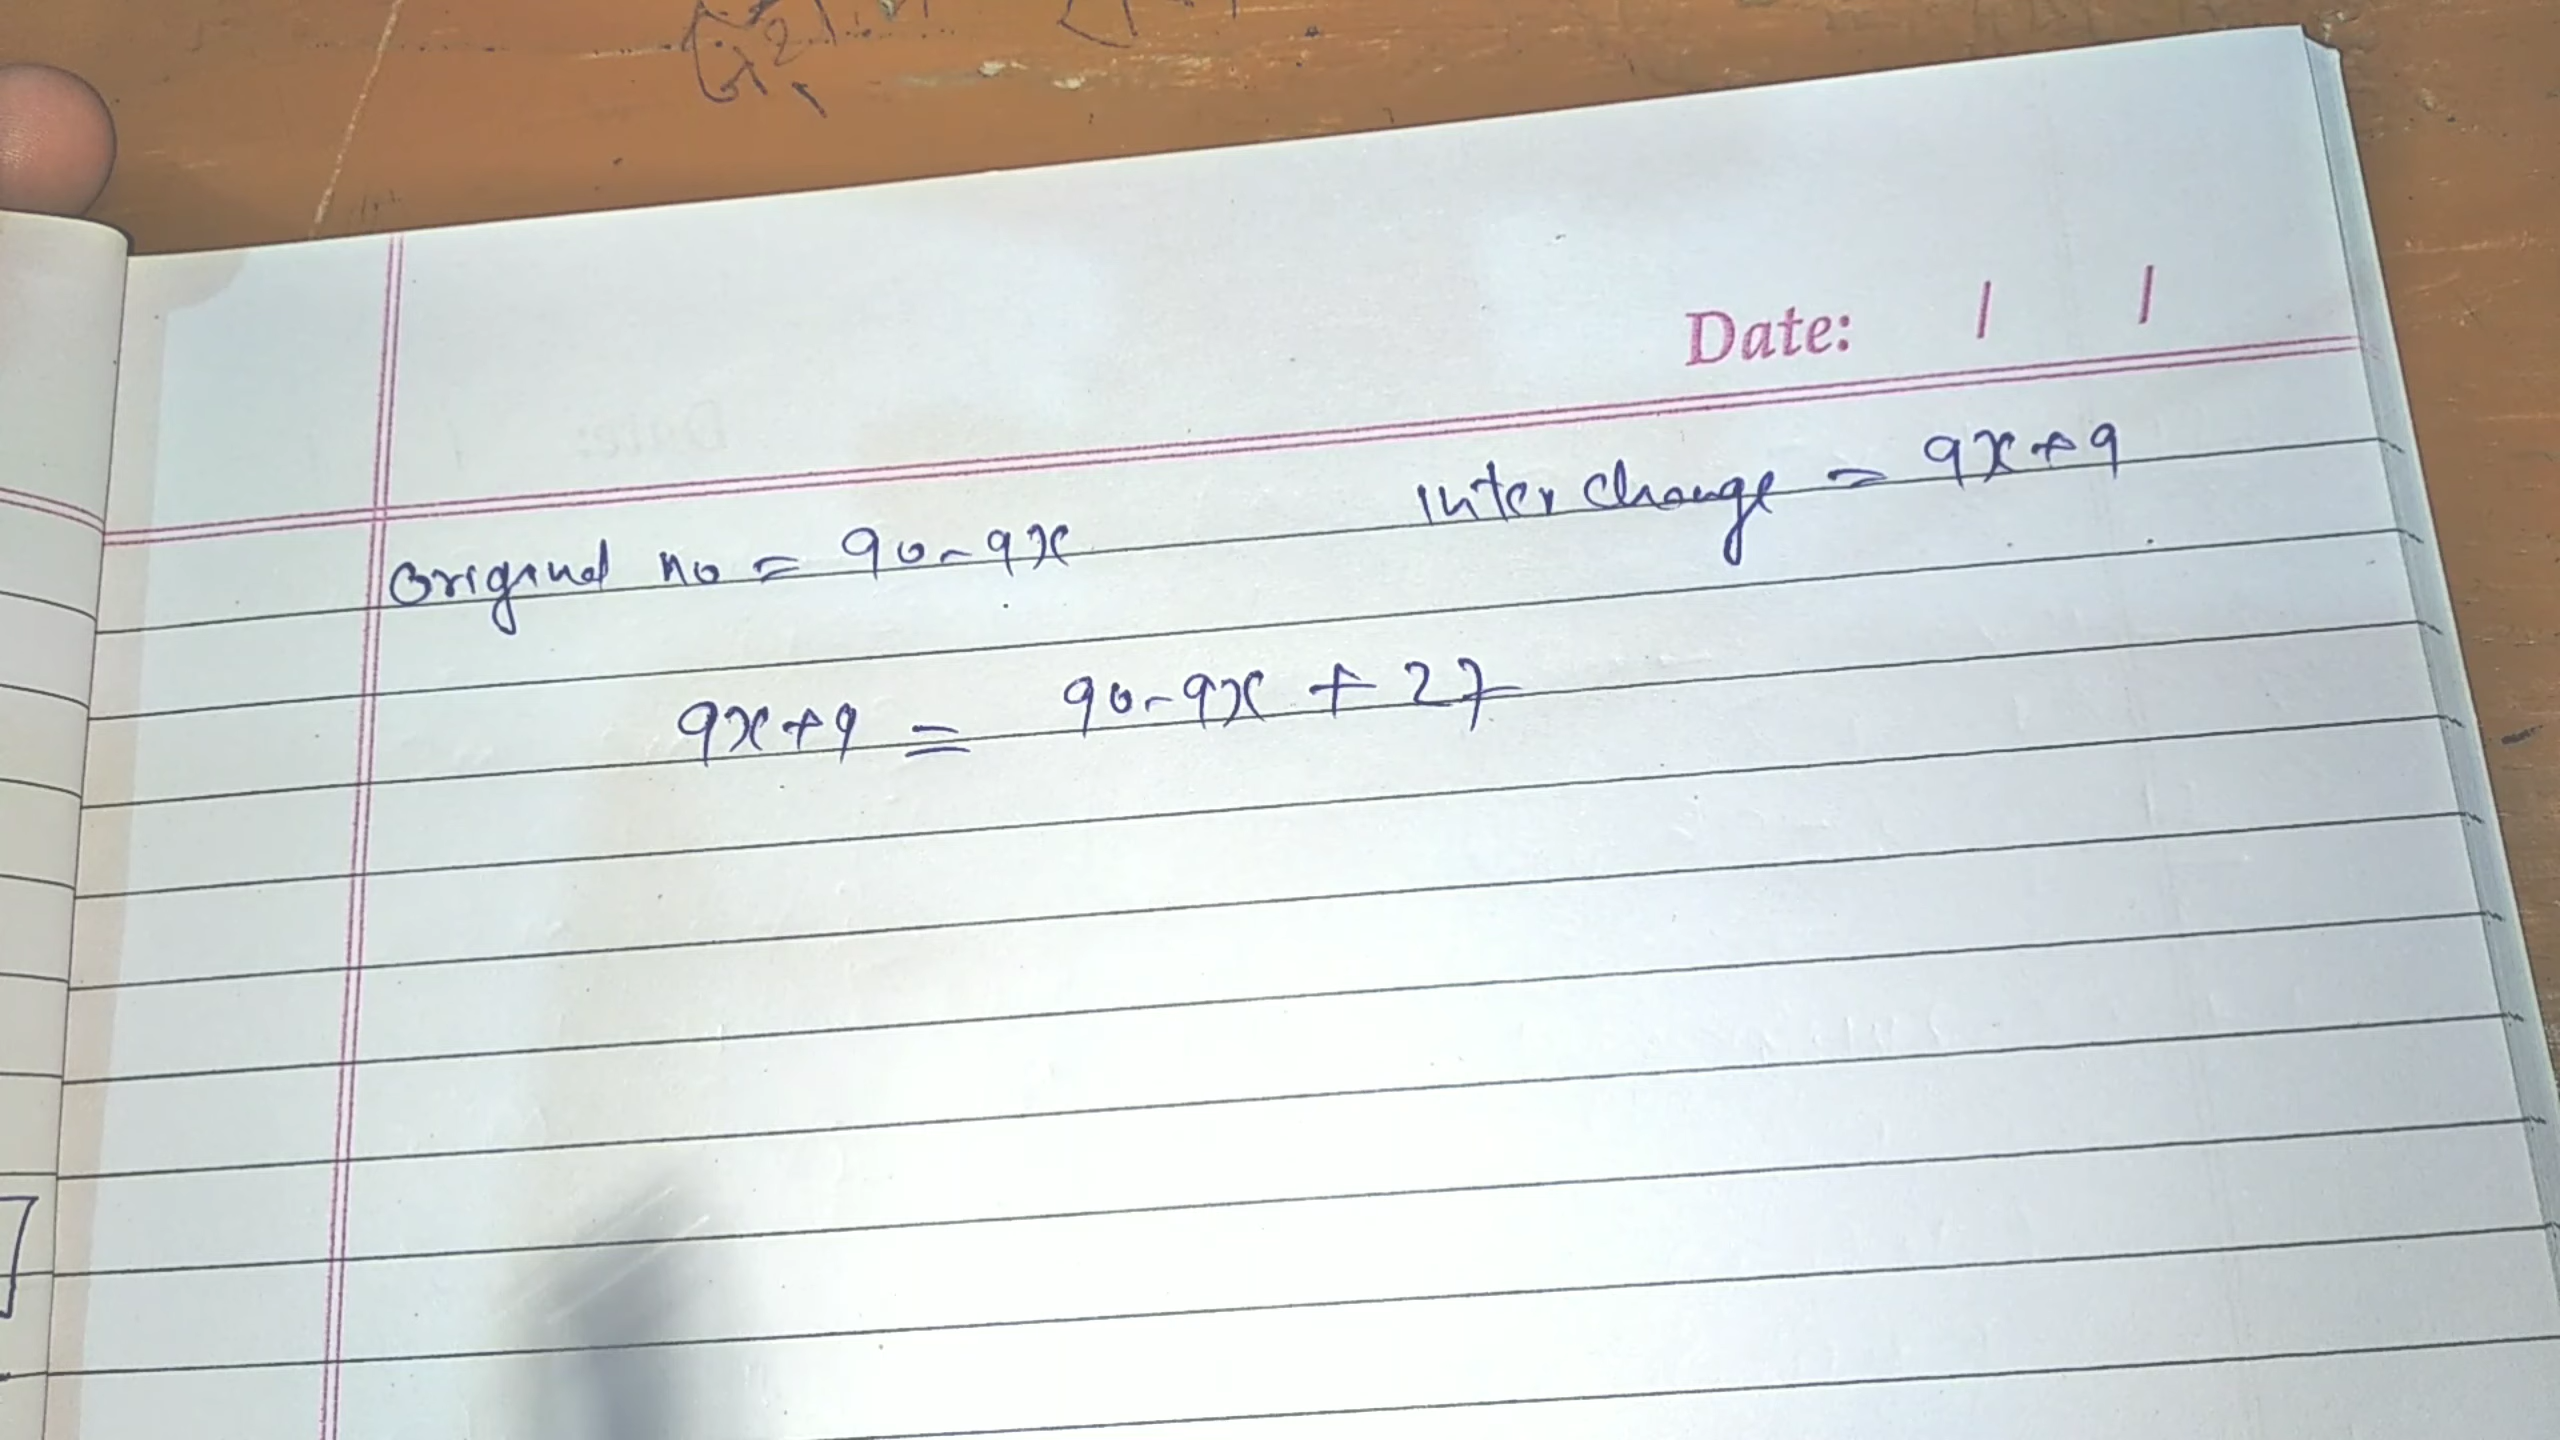 Date: / /
Original no = 90-9x Inter change = 9x+9
9x+9 = 90-9x + 27